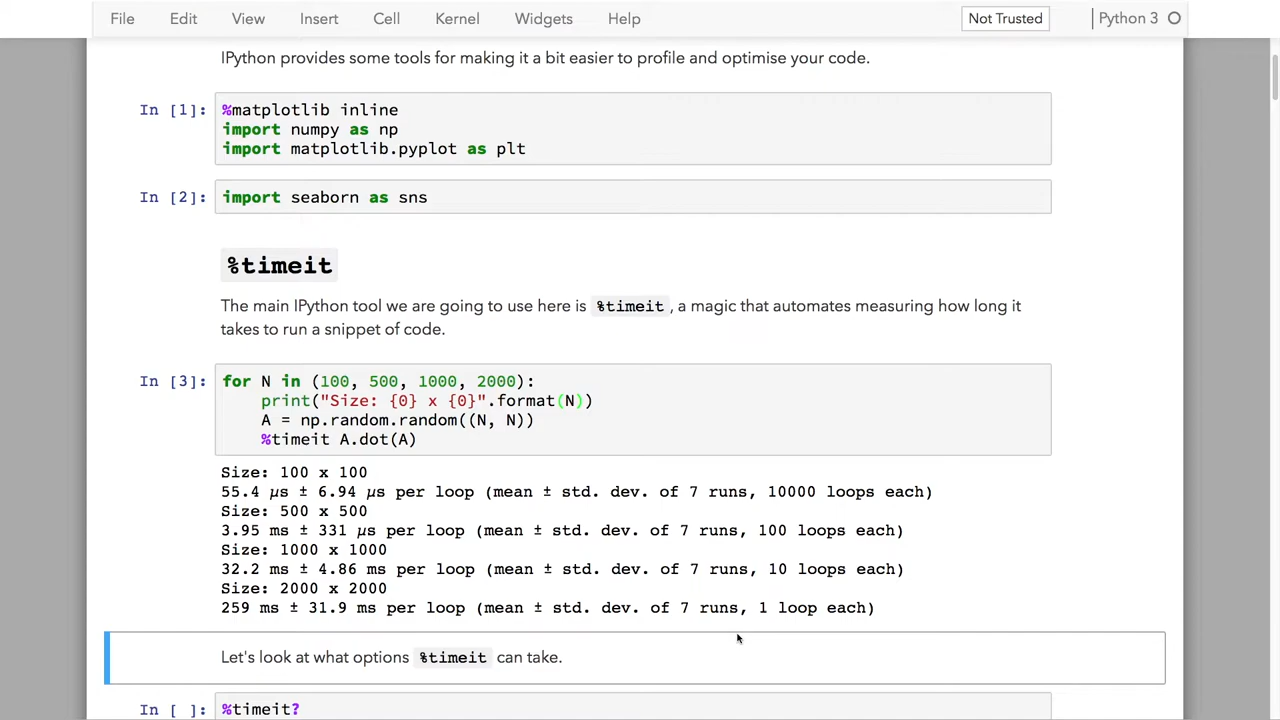 File Edit View Insert Cell Kernel Widgets Help Not Trusted Python 3
IPython provides some tools for making it a bit easier to profile and optimise your code.
In [1]: %matplotlib inline
import numpy as np
import matplotlib.pyplot as plt
In [2]: import seaborn as sns
%timeit
The main IPython tool we are going to use here is %timeit , a magic that automates measuring how long it
takes to run a snippet of code.
In [3]: for N in (100, 500, 1000, 2000):
    print("Size: {0} x {0}".format(N))
    A = np.random.random((N, N))
    %timeit A.dot(A)
Size: 100 x 100
55.4 µs ± 6.94 µs per loop (mean ± std. dev. of 7 runs, 10000 loops each)
Size: 500 x 500
3.95 ms ± 331 µs per loop (mean ± std. dev. of 7 runs, 100 loops each)
Size: 1000 x 1000
32.2 ms ± 4.86 ms per loop (mean ± std. dev. of 7 runs, 10 loops each)
Size: 2000 x 2000
259 ms ± 31.9 ms per loop (mean ± std. dev. of 7 runs, 1 loop each)
Let's look at what options %timeit can take.
In [ ]: %timeit?